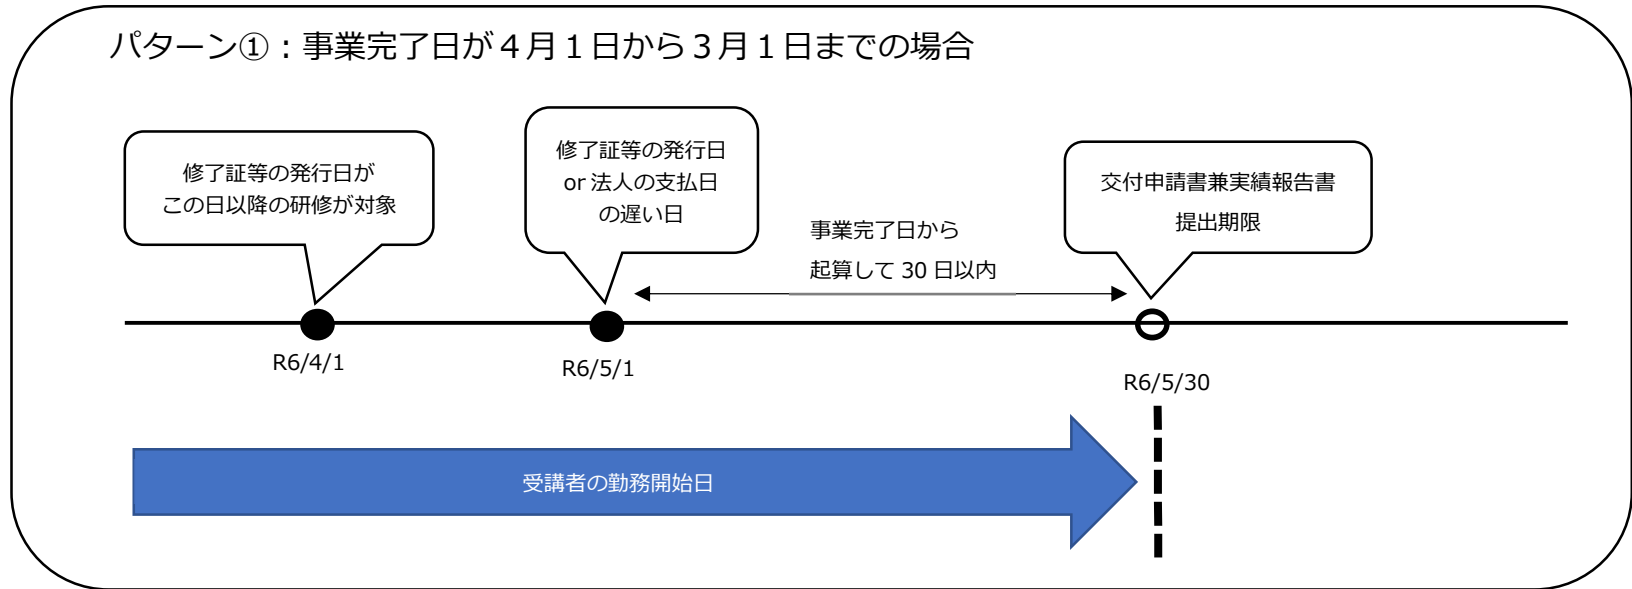 パターン①：事業完了日が４月１日から３月１日までの場合
修了証等の発行日が
この日以降の研修が対象
修了証等の発行日
or 法人の支払日
の遅い日
事業完了日から
起算して 30 日以内
交付申請書兼実績報告書
提出期限
R6/4/1
R6/5/1
R6/5/30
受講者の勤務開始日